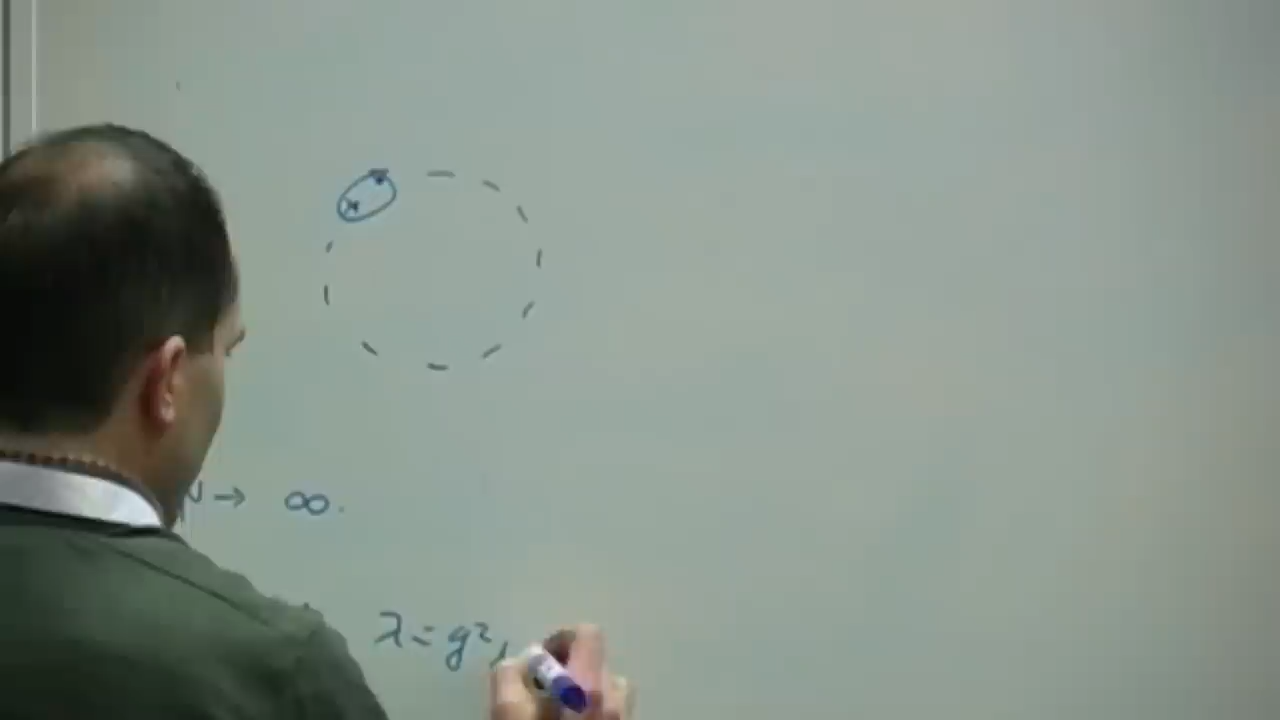 N → ∞.
λ = g²